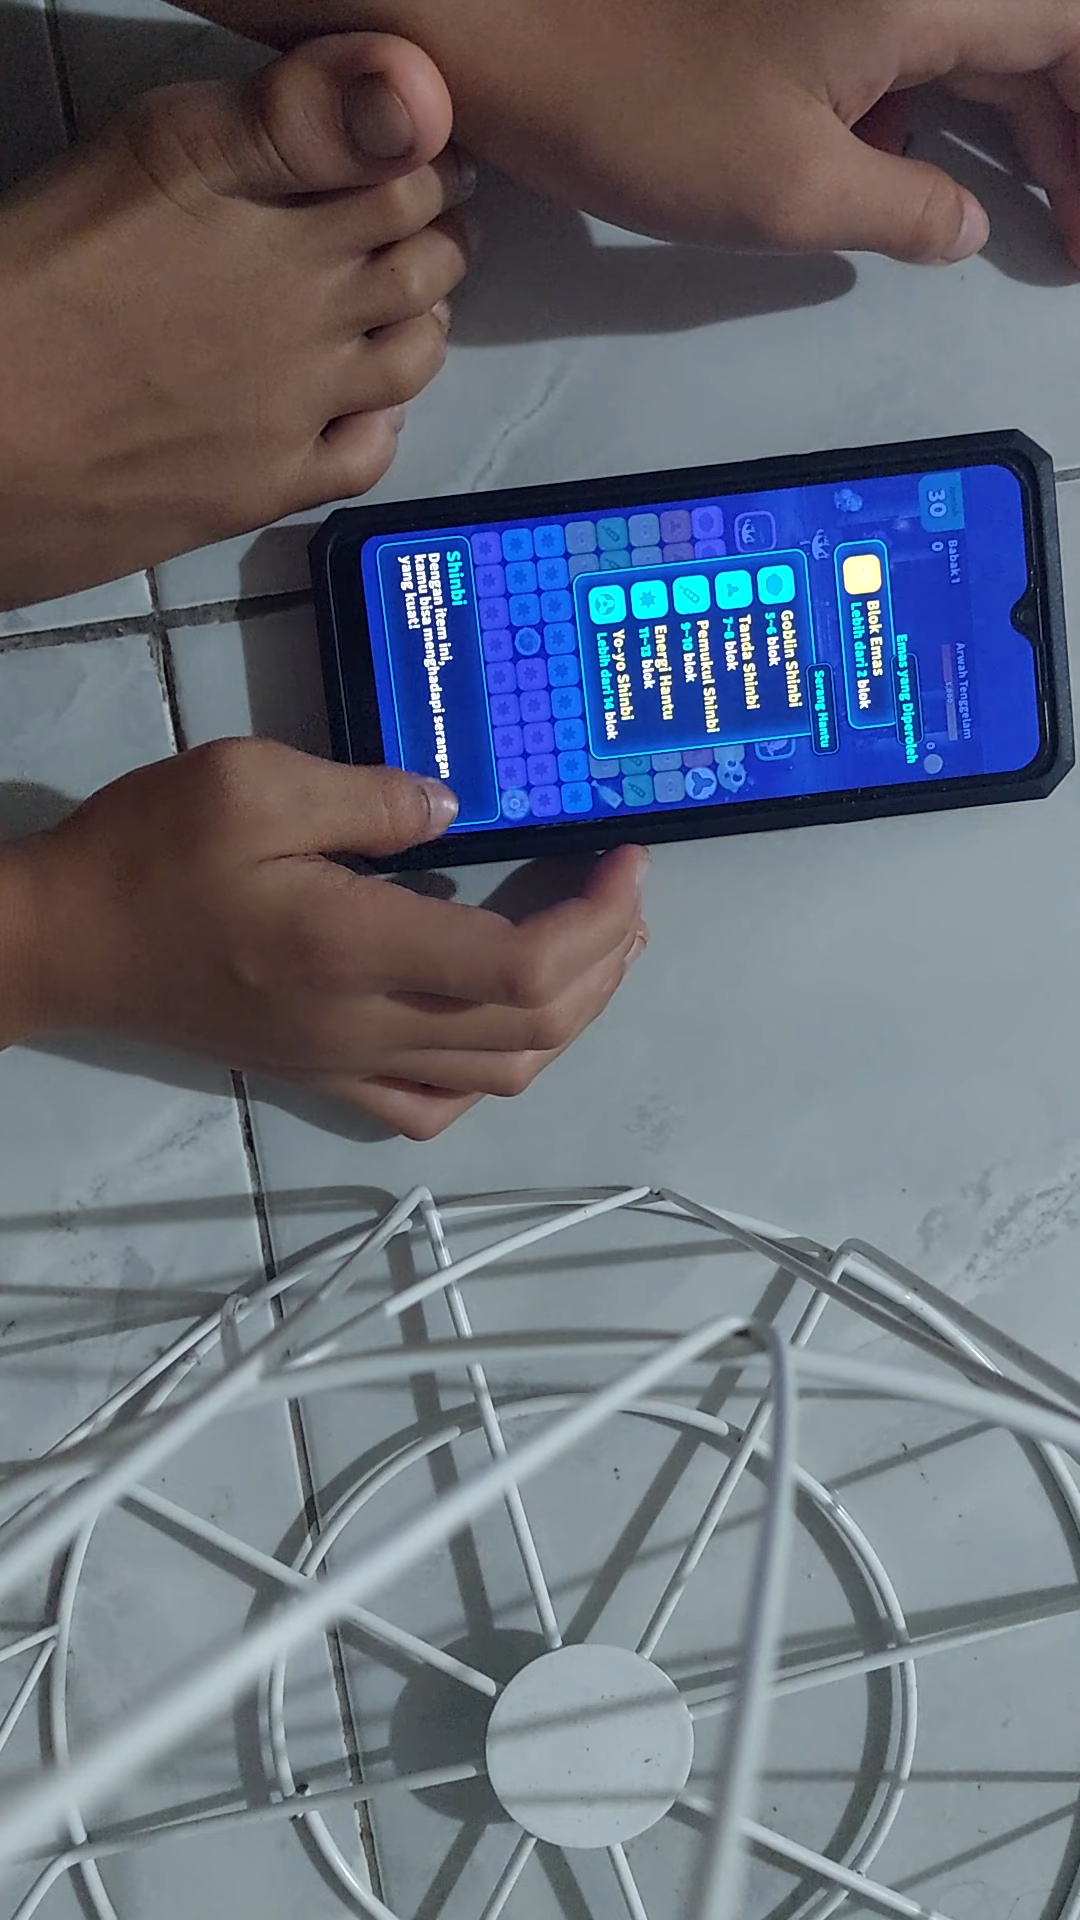 30
Babak 1
0
Arwah Tenggelam
0
Emas yang Diperoleh
Blok Emas
Lebih dari 2 blok
Serang Hantu
Goblin Shinbi
5-6 blok
Tanda Shinbi
7-8 blok
Pemukul Shinbi
9-10 blok
Energi Hantu
11-13 blok
Yo-yo Shinbi
Lebih dari 14 blok
Shinbi
Dengan item ini,
kamu bisa menghadapi serangan
yang kuat!